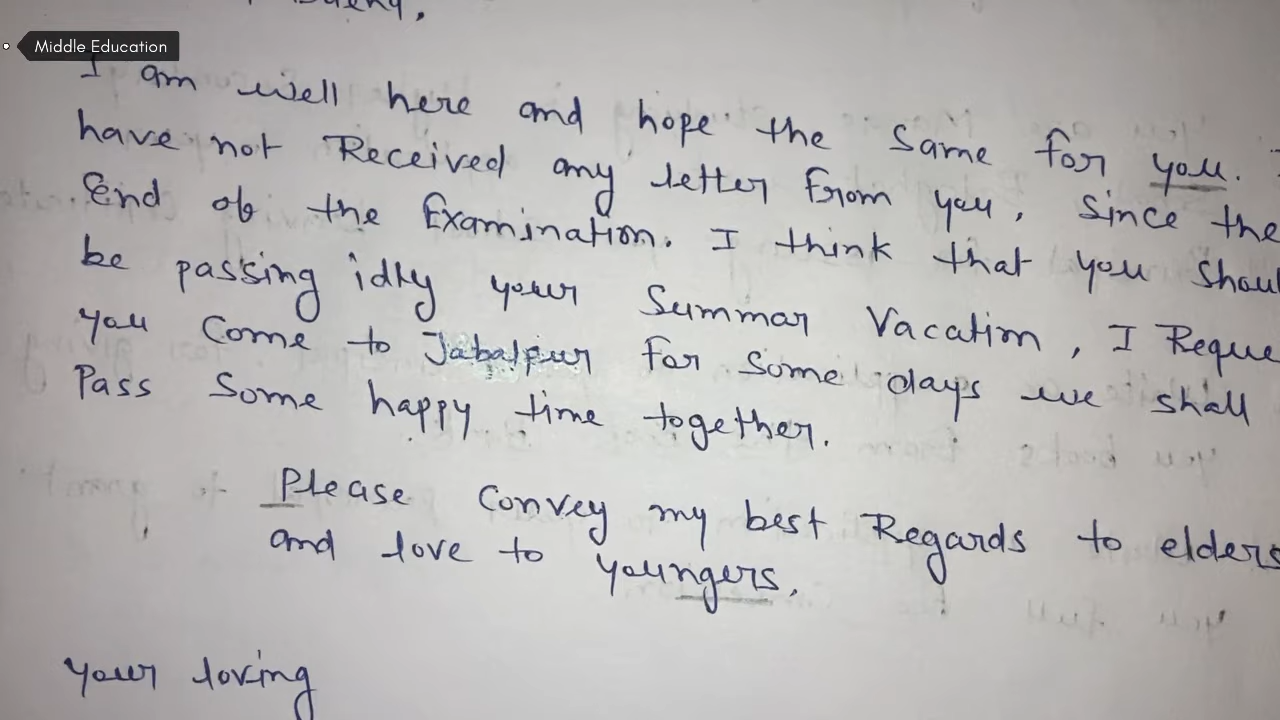 Middle Education
I am well here and hope the Same for you.
have not Received any letter From you, Since the
End of the Examination. I think that you
be passing idly your Summar Vacation, I
you Come to Jabalpur For Some days we shall
Pass Some happy time together.
Please Convey my best Regards to elders
and love to youngers.
your loving